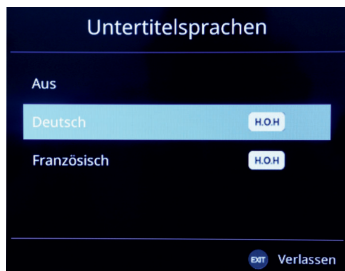 Untertitelsprachen
Aus
Deutsch H.O.H
Französisch H.O.H
EXIT Verlassen